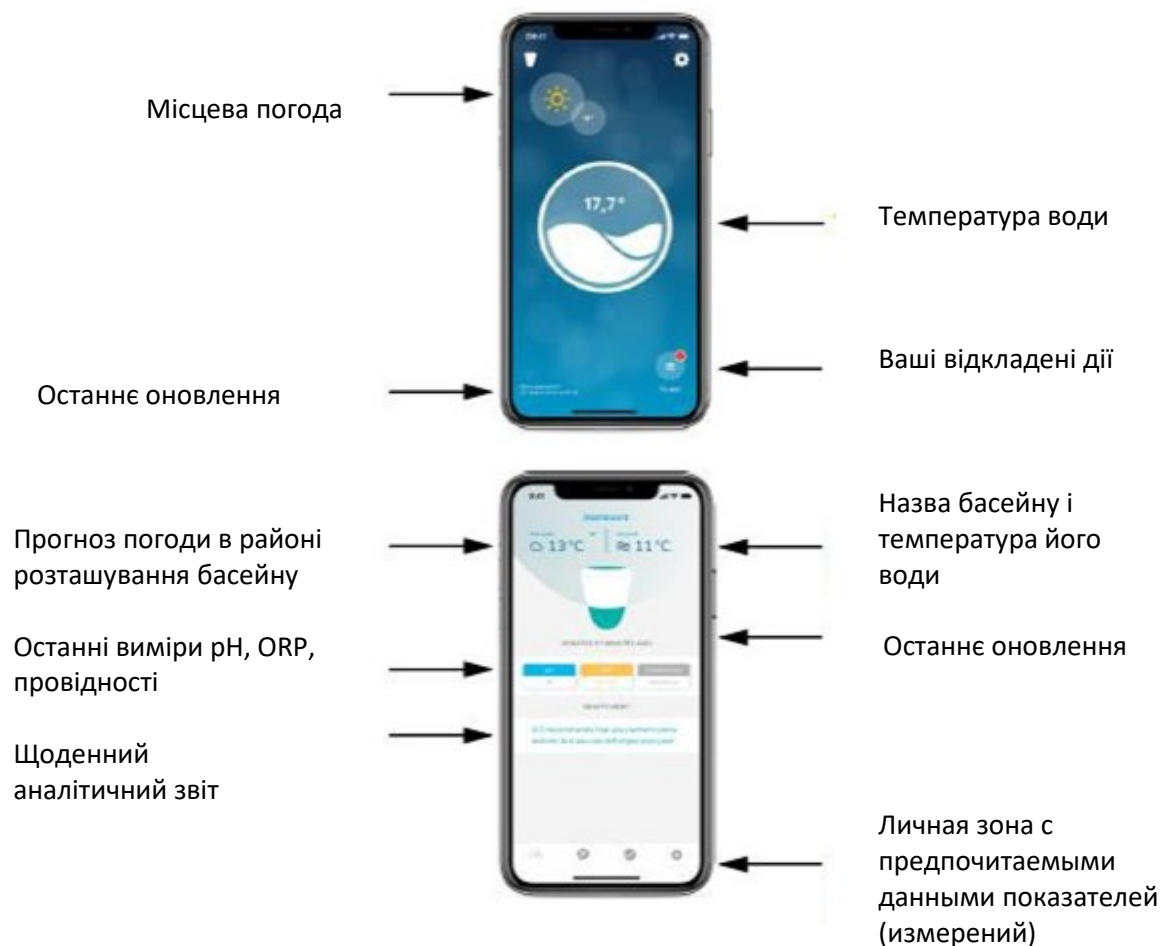 Місцева погода
17,7°
Температура води
Ваші відкладені дії
Останнє оновлення
Прогноз погоди в районі
розташування басейну
13°C
11°C
Назва басейну і
температура його
води
Останнє оновлення
Останні виміри pH, ORP,
провідності
Щоденний
аналітичний звіт
Личная зона с
предпочитаемыми
данными показателей
(измерений)